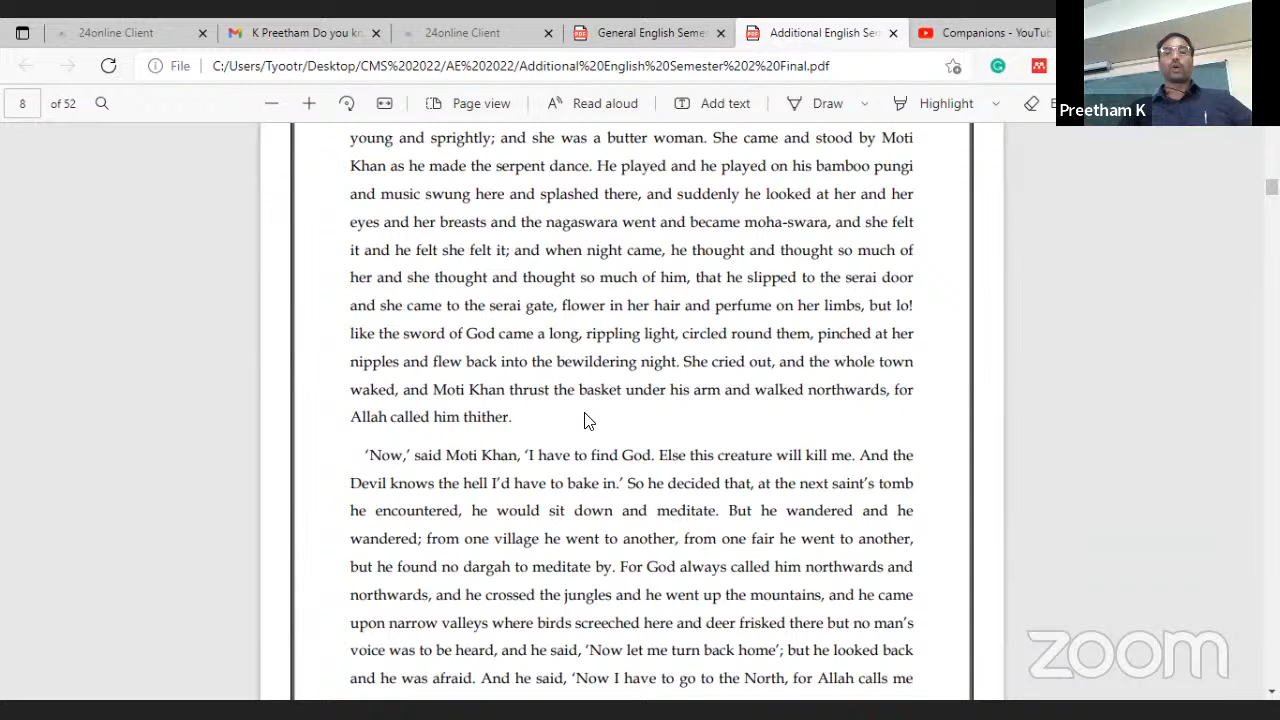 24online Client
K Preetham Do you kn
24online Client
General English Seme
Additional English Sem
Companions - YouTu
File C:/Users/Tyootr/Desktop/CMS%202022/AE%202022/Additional%20English%20Semester%202%20Final.pdf
8 of 52 Page view Read aloud Add text Draw Highlight
Preetham K
young and sprightly; and she was a butter woman. She came and stood by Moti
Khan as he made the serpent dance. He played and he played on his bamboo pungi
and music swung here and splashed there, and suddenly he looked at her and her
eyes and her breasts and the nagaswara went and became moha-swara, and she felt
it and he felt she felt it; and when night came, he thought and thought so much of
her and she thought and thought so much of him, that he slipped to the serai door
and she came to the serai gate, flower in her hair and perfume on her limbs, but lo!
like the sword of God came a long, rippling light, circled round them, pinched at her
nipples and flew back into the bewildering night. She cried out, and the whole town
waked, and Moti Khan thrust the basket under his arm and walked northwards, for
Allah called him thither.
‘Now,’ said Moti Khan, ‘I have to find God. Else this creature will kill me. And the
Devil knows the hell I’d have to bake in.’ So he decided that, at the next saint’s tomb
he encountered, he would sit down and meditate. But he wandered and he
wandered; from one village he went to another, from one fair he went to another,
but he found no dargah to meditate by. For God always called him northwards and
northwards, and he crossed the jungles and he went up the mountains, and he came
upon narrow valleys where birds screeched here and deer frisked there but no man’s
voice was to be heard, and he said, ‘Now let me turn back home’; but he looked back
and he was afraid. And he said, ‘Now I have to go to the North, for Allah calls me
zoom